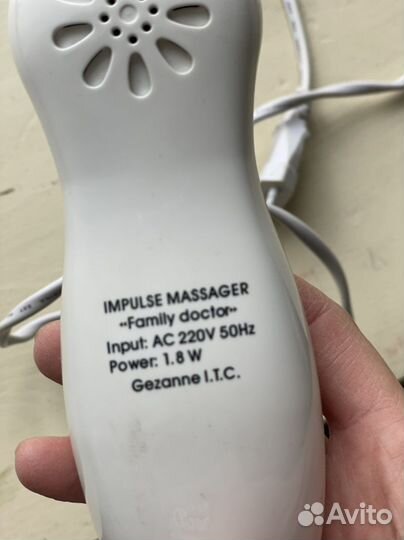 IMPULSE MASSAGER
"Family doctor"
Input: AC 220V 50Hz
Power: 1.8 W
Gezanne I.T.C.
Avito